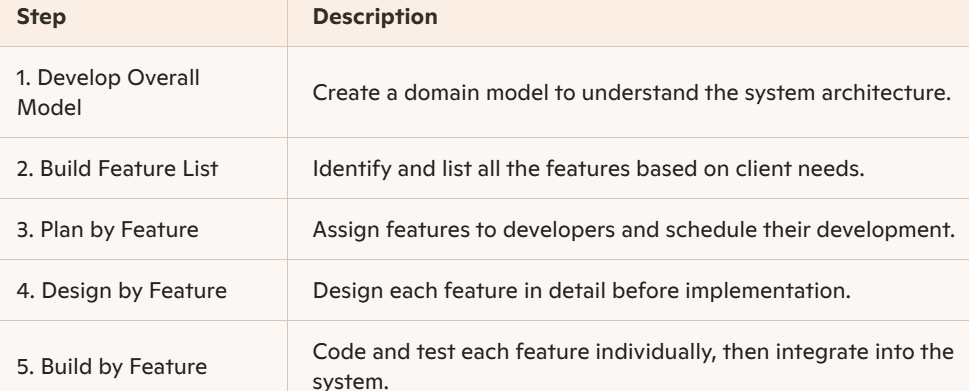 Step Description
1. Develop Overall
Model
Create a domain model to understand the system architecture.
2. Build Feature List Identify and list all the features based on client needs.
3. Plan by Feature Assign features to developers and schedule their development.
4. Design by Feature Design each feature in detail before implementation.
5. Build by Feature
Code and test each feature individually, then integrate into the
system.